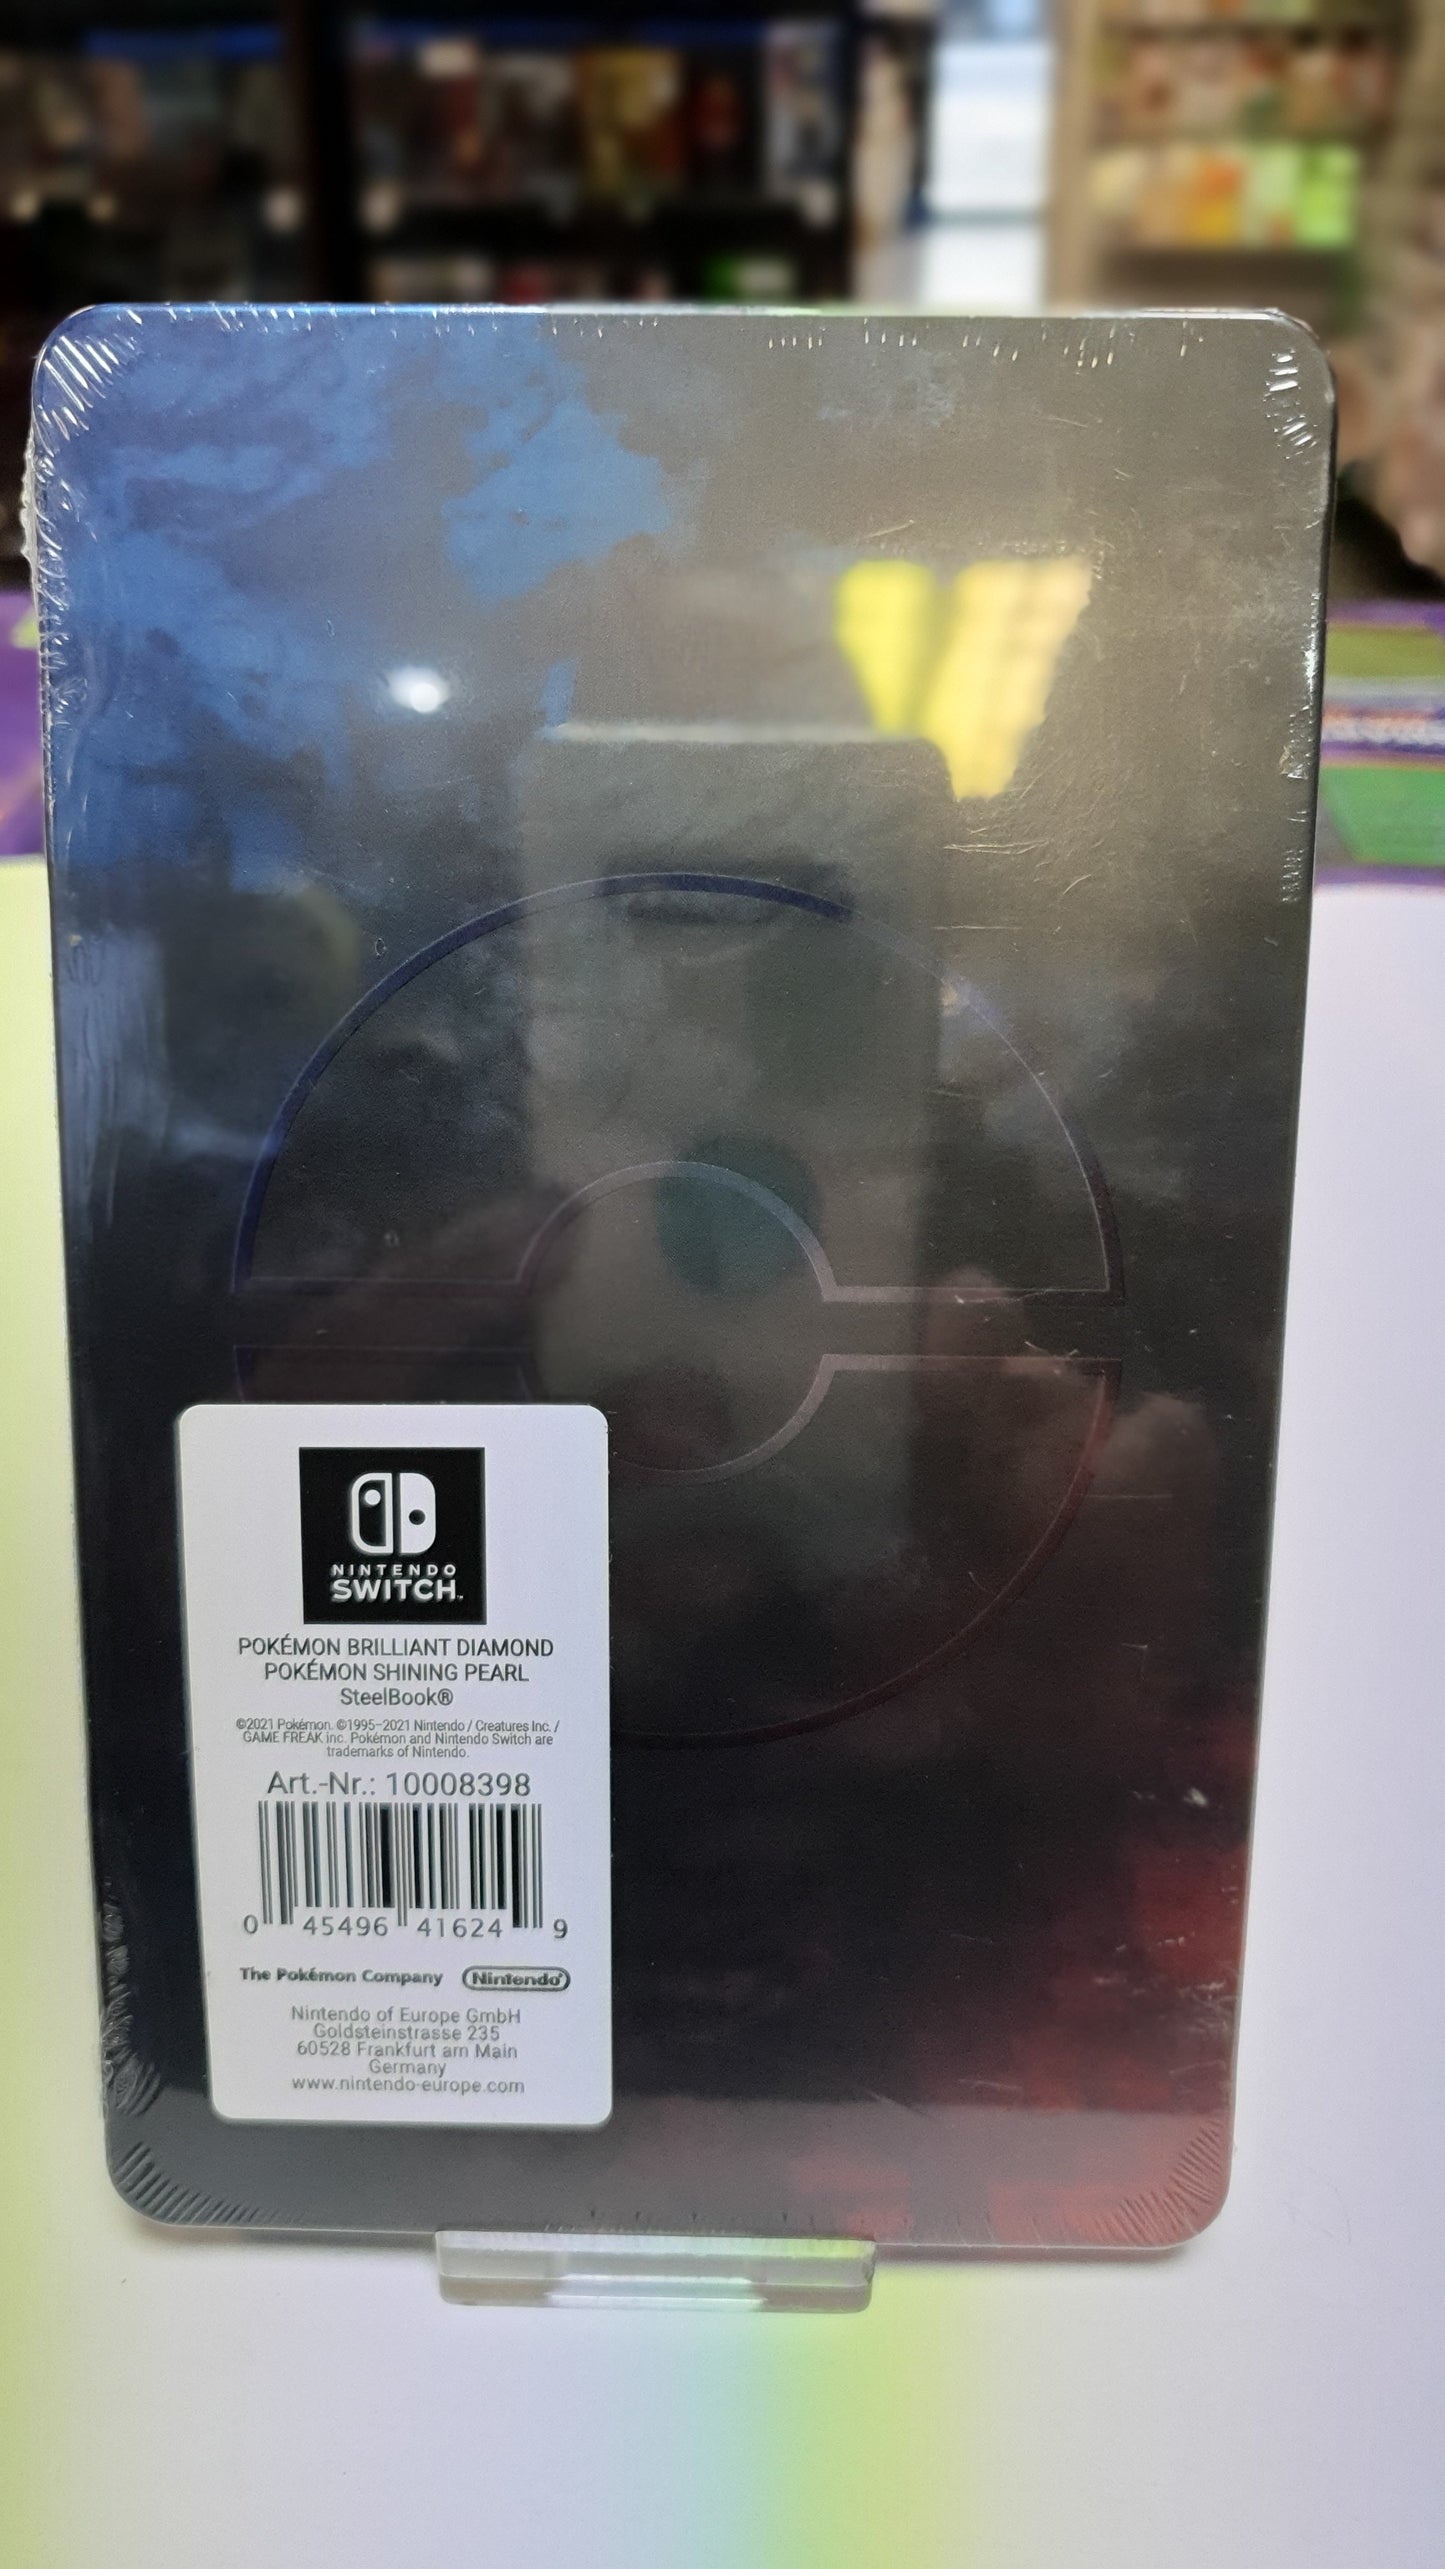 NINTENDO
SWITCH™
POKÉMON BRILLIANT DIAMOND
POKÉMON SHINING PEARL
SteelBook®
©2021 Pokémon. ©1995–2021 Nintendo / Creatures Inc. /
GAME FREAK inc. Pokémon and Nintendo Switch are
trademarks of Nintendo.
Art.-Nr.: 10008398
0 45496 41624 9
The Pokémon Company Nintendo®
Nintendo of Europe GmbH
Goldsteinstrasse 235
60528 Frankfurt am Main
Germany
www.nintendo-europe.com